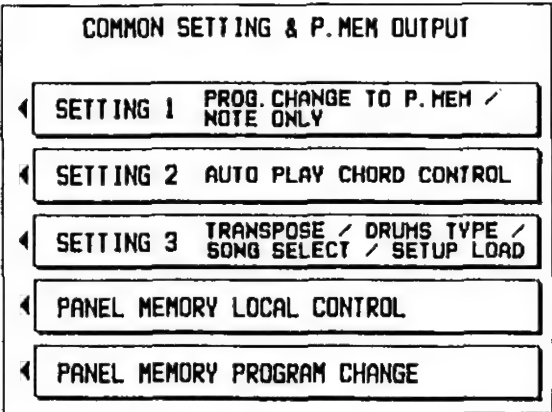 COMMON SETTING & P.MEM OUTPUT
SETTING 1 PROG.CHANGE TO P.MEM /
NOTE ONLY
SETTING 2 AUTO PLAY CHORD CONTROL
SETTING 3 TRANSPOSE / DRUMS TYPE /
SONG SELECT / SETUP LOAD
PANEL MEMORY LOCAL CONTROL
PANEL MEMORY PROGRAM CHANGE